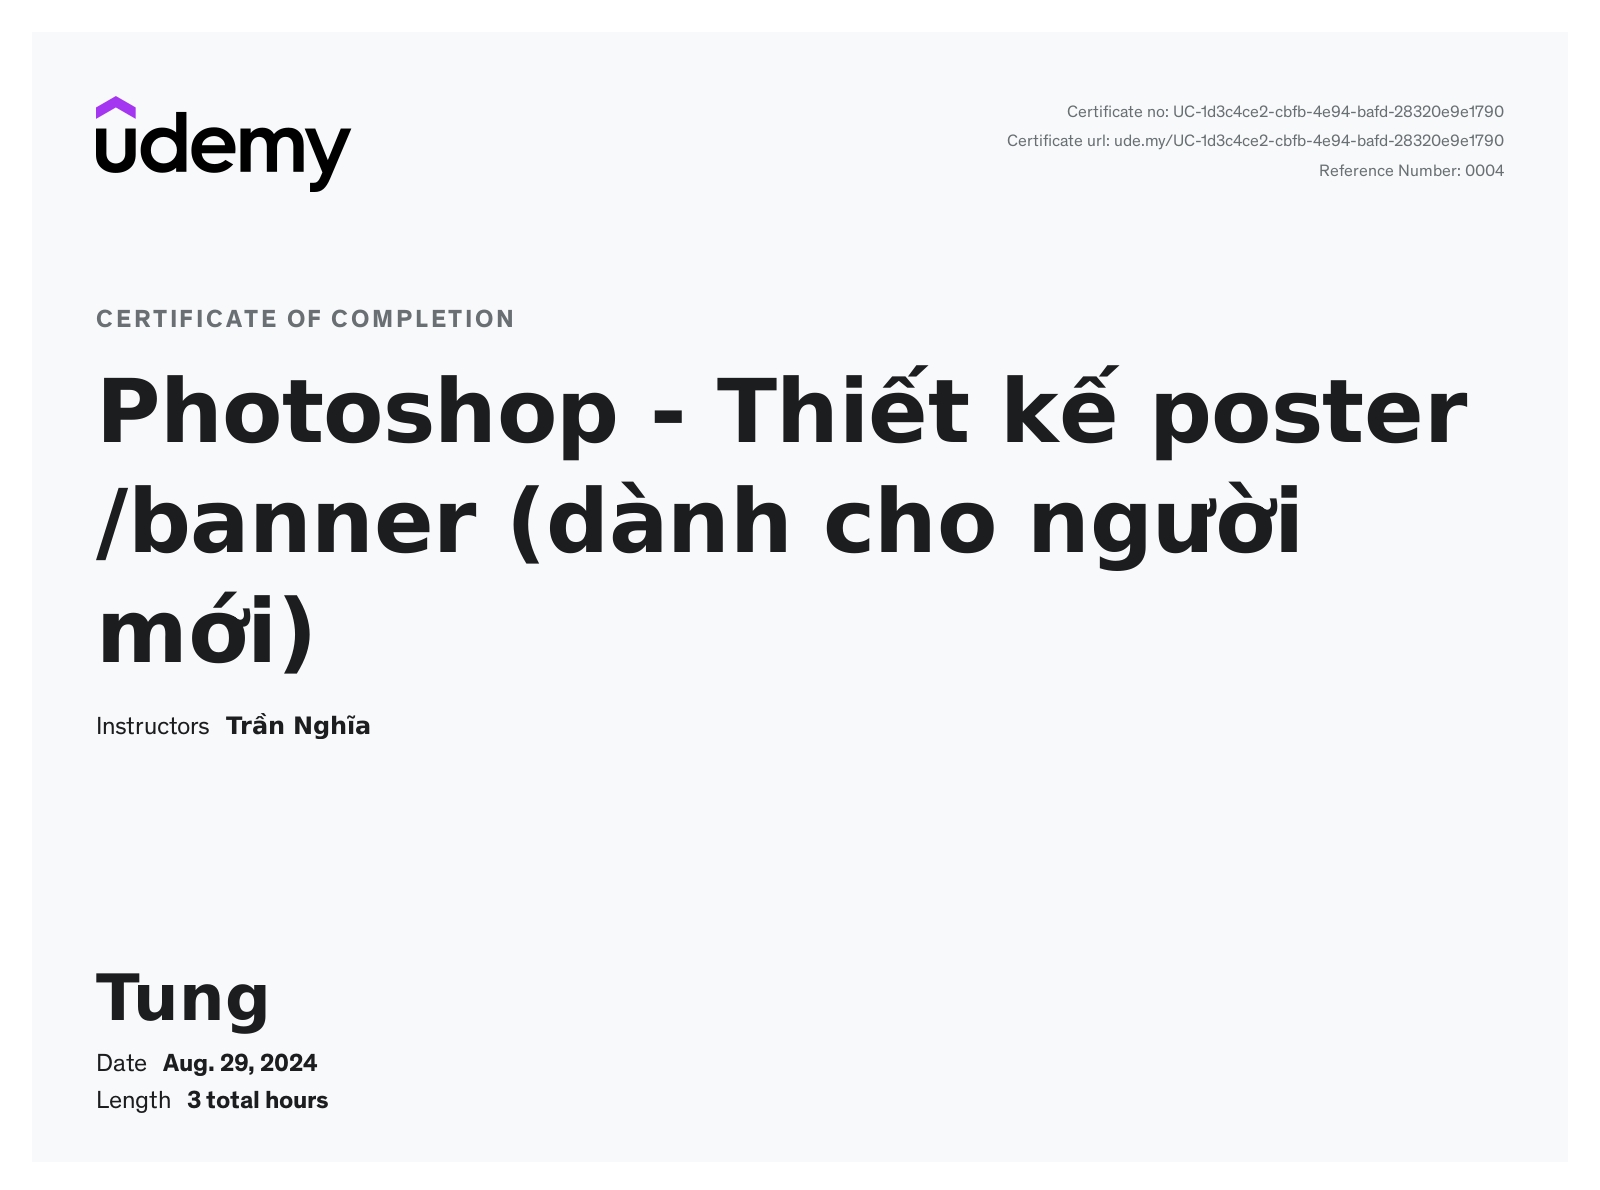 udemy
Certificate no: UC-1d3c4ce2-cbfb-4e94-bafd-28320e9e1790
Certificate url: ude.my/UC-1d3c4ce2-cbfb-4e94-bafd-28320e9e1790
Reference Number: 0004
CERTIFICATE OF COMPLETION
Photoshop - Thiết kế poster
/banner (dành cho người
mới)
Instructors Trần Nghĩa
Tung
Date Aug. 29, 2024
Length 3 total hours